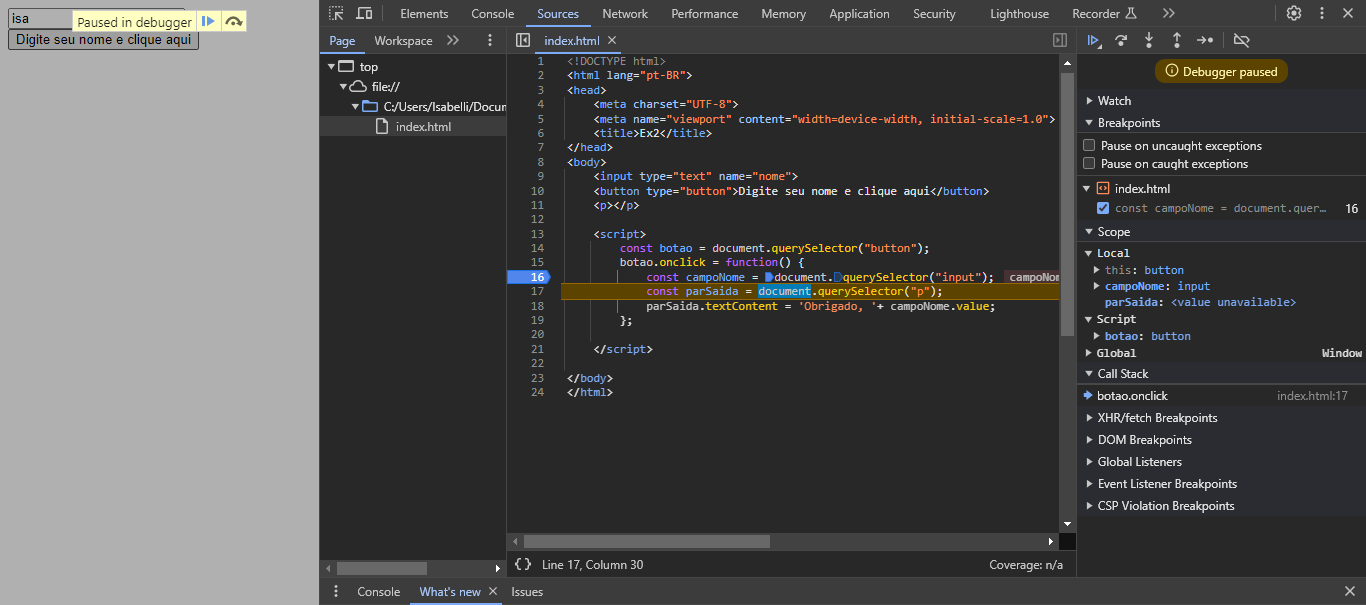 isa
Paused in debugger
Digite seu nome e clique aqui
Elements Console Sources Network Performance Memory Application Security Lighthouse Recorder
Page Workspace
index.html
top
file://
C:/Users/Isabelli/Docum
index.html
1 <!DOCTYPE html>
2 <html lang="pt-BR">
3 <head>
4 <meta charset="UTF-8">
5 <meta name="viewport" content="width=device-width, initial-scale=1.0">
6 <title>Ex2</title>
7 </head>
8 <body>
9 <input type="text" name="nome">
10 <button type="button">Digite seu nome e clique aqui</button>
11 <p></p>
12
13 <script>
14 const botao = document.querySelector("button");
15 botao.onclick = function() {
16 const campoNome = document.querySelector("input"); campoNom
17 const parSaida = document.querySelector("p");
18 parSaida.textContent = 'Obrigado, '+ campoNome.value;
19 };
20
21 </script>
22
23 </body>
24 </html>
{ } Line 17, Column 30 Coverage: n/a
Debugger paused
Watch
Breakpoints
Pause on uncaught exceptions
Pause on caught exceptions
index.html
const campoNome = document.quer… 16
Scope
Local
this: button
campoNome: input
parSaida: <value unavailable>
Script
botao: button
Global Window
Call Stack
botao.onclick index.html:17
XHR/fetch Breakpoints
DOM Breakpoints
Global Listeners
Event Listener Breakpoints
CSP Violation Breakpoints
Console What's new Issues